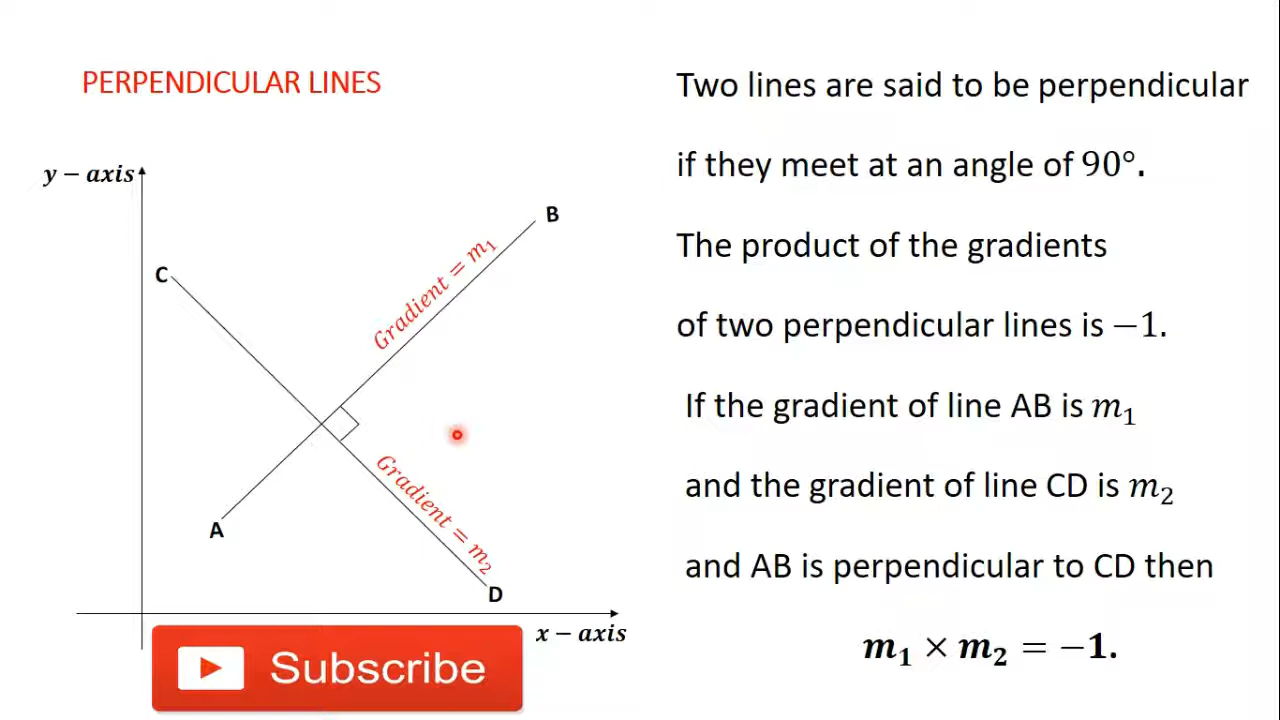 PERPENDICULAR LINES
y − axis
C
B
Gradient = m₁
A
Gradient = m₂
D
x − axis
Subscribe
Two lines are said to be perpendicular
if they meet at an angle of 90°.
The product of the gradients
of two perpendicular lines is −1.
If the gradient of line AB is m₁
and the gradient of line CD is m₂
and AB is perpendicular to CD then
m₁ × m₂ = −1.